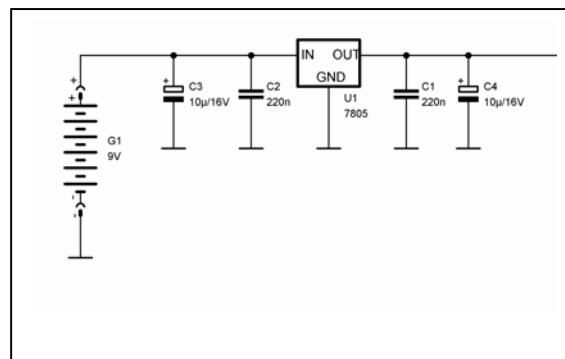 IN OUT
GND
U1
7805
C3
10µ/16V
C2
220n
C1
220n
C4
10µ/16V
G1
9V
+
+
+
+
-
-